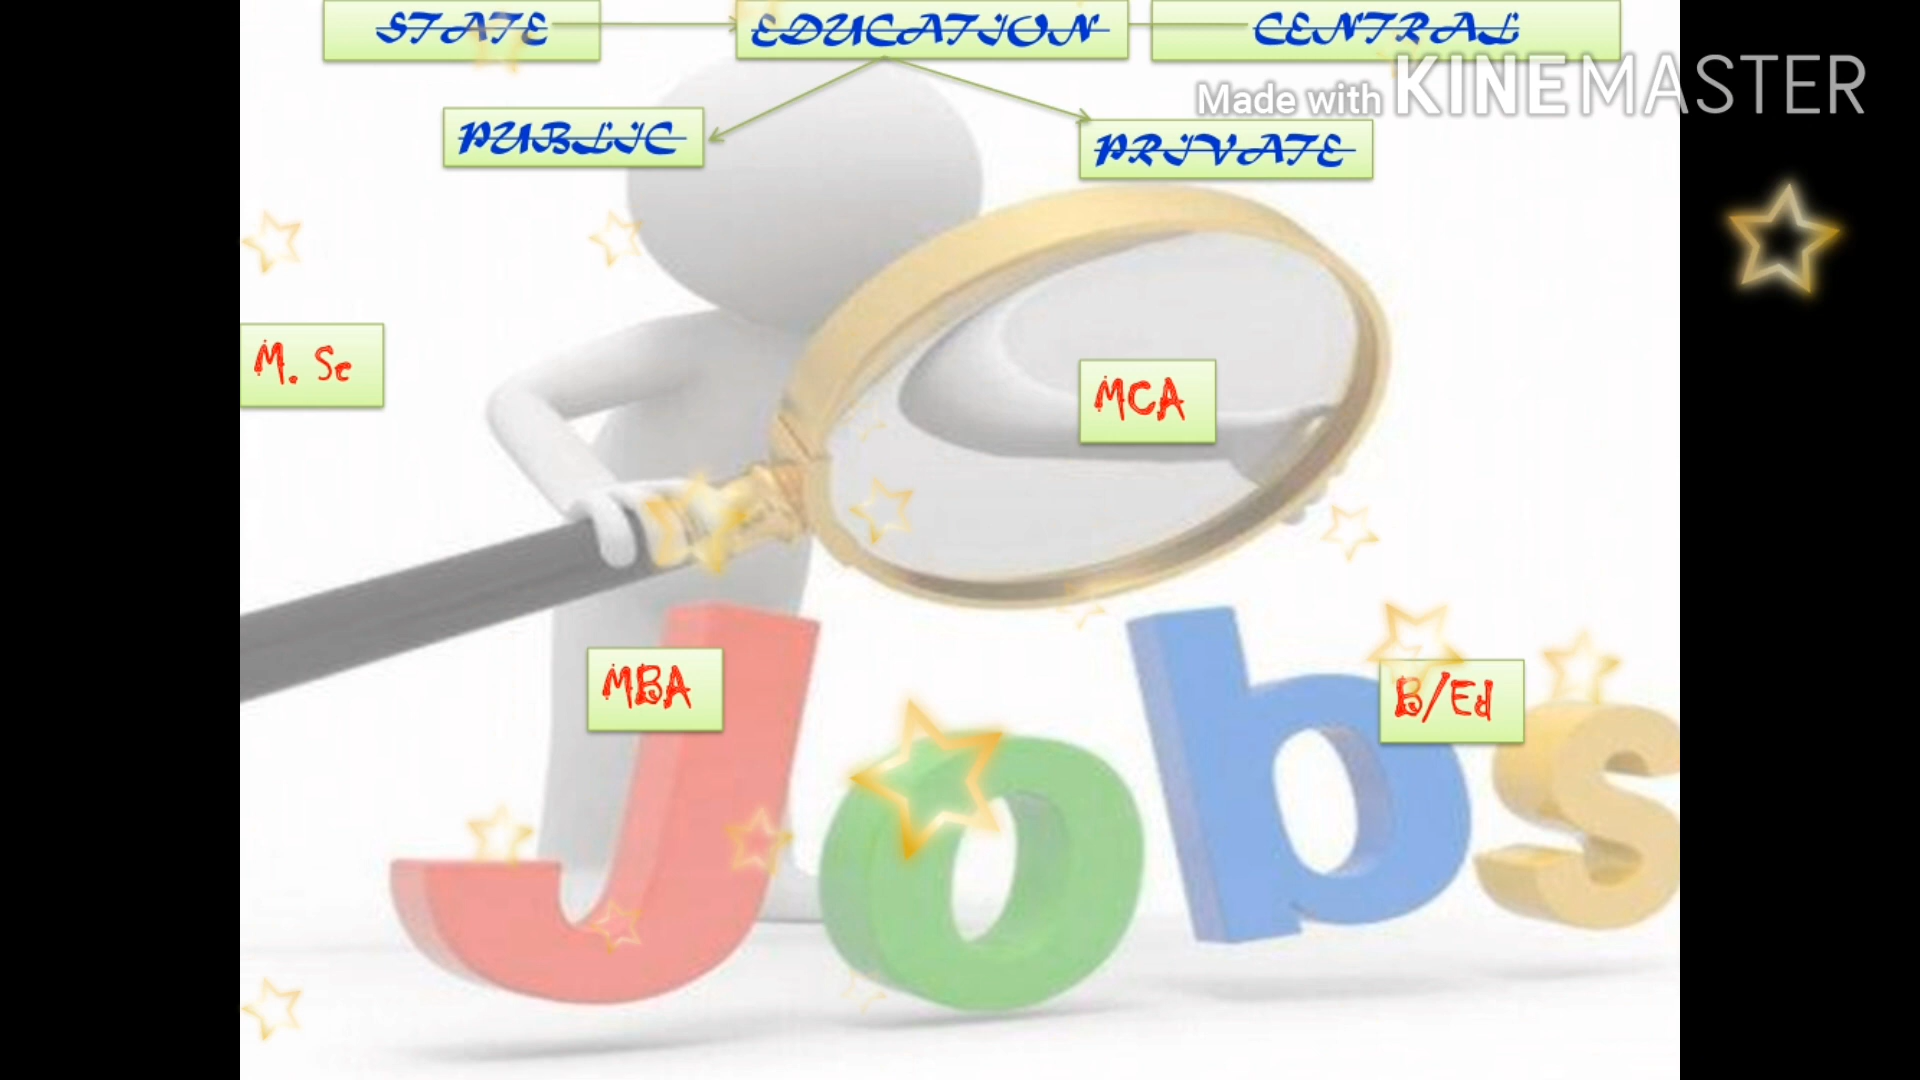 STATE EDUCATION CENTRAL
Made with KINEMASTER
PUBLIC PRIVATE
M. Sc
MCA
MBA B/Ed
Jobs